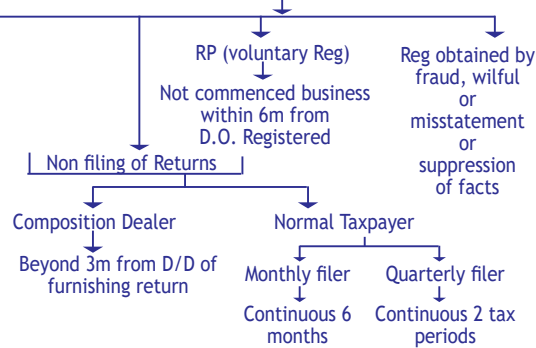 RP (voluntary Reg)
Not commenced business
within 6m from
D.O. Registered
Reg obtained by
fraud, wilful
or
misstatement
or
suppression
of facts
Non filing of Returns
Composition Dealer
Beyond 3m from D/D of
furnishing return
Normal Taxpayer
Monthly filer
Continuous 6
months
Quarterly filer
Continuous 2 tax
periods